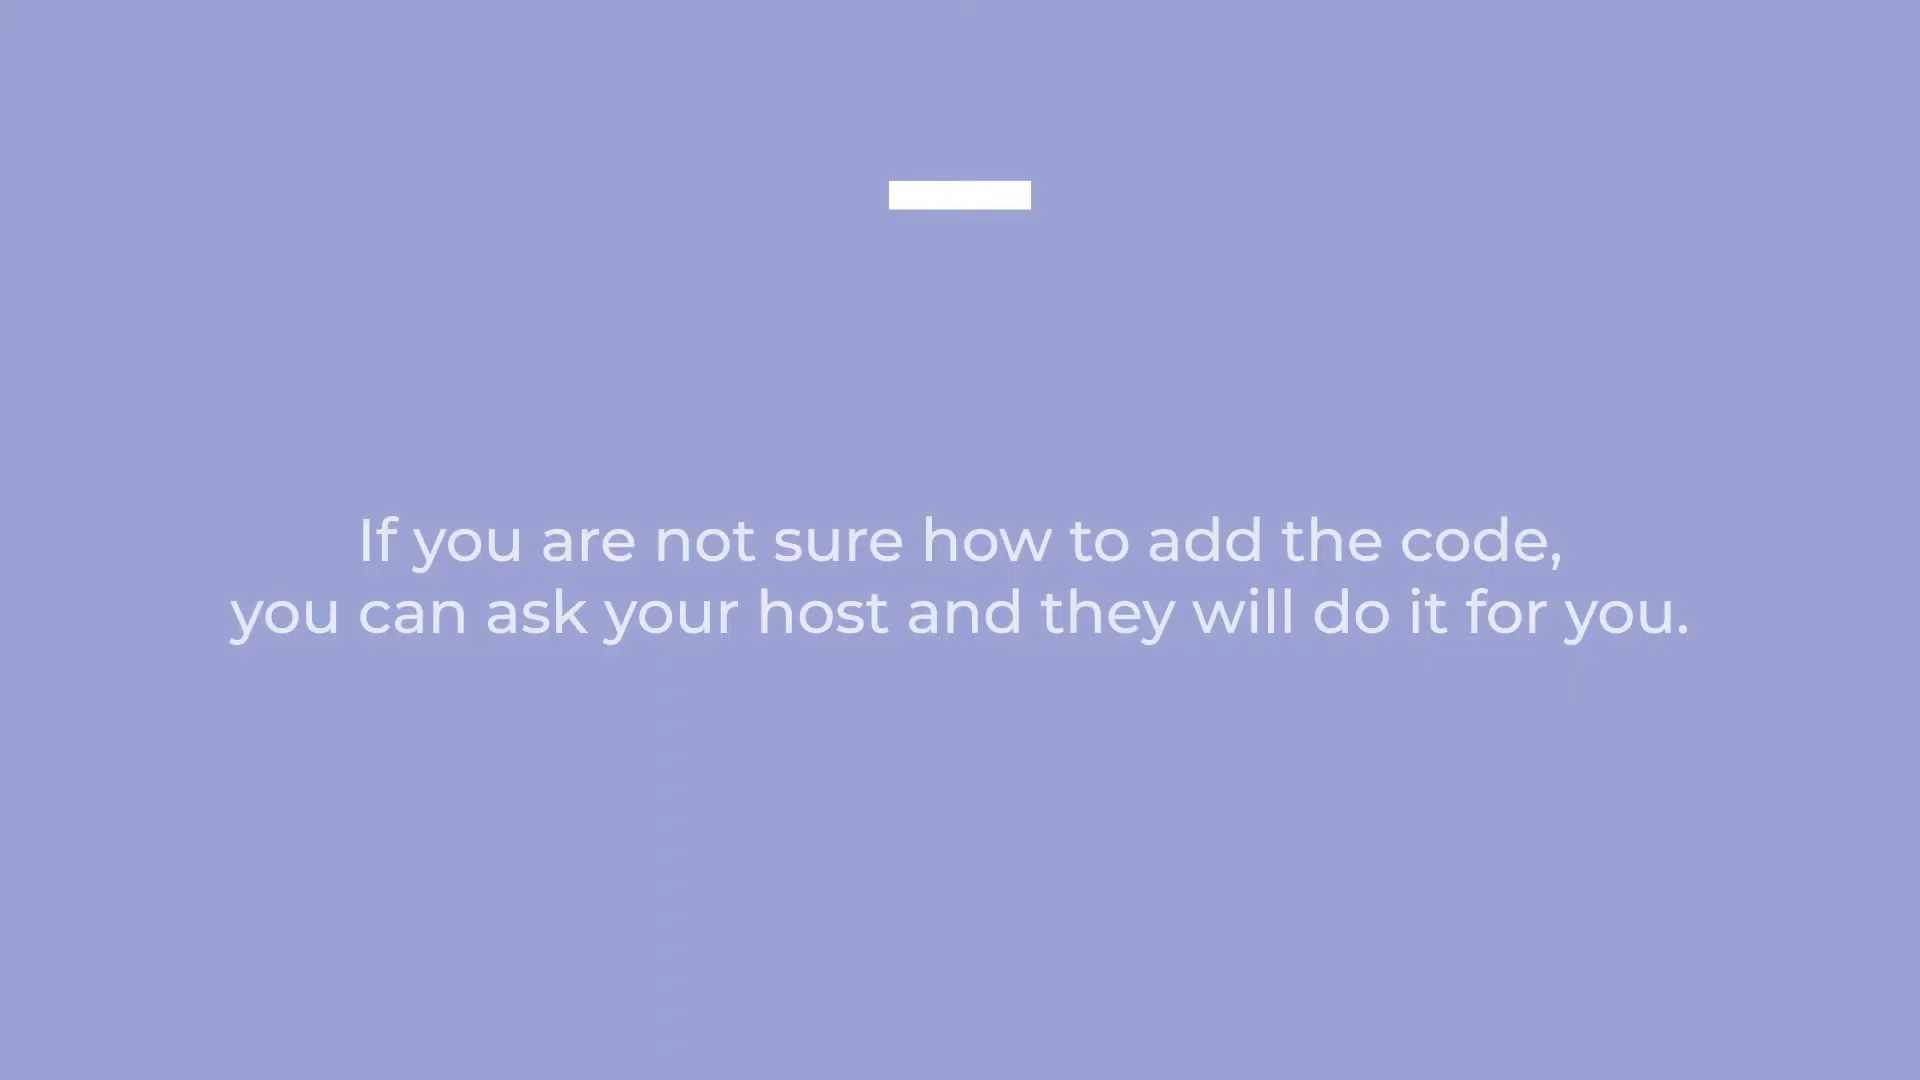 If you are not sure how to add the code,
you can ask your host and they will do it for you.